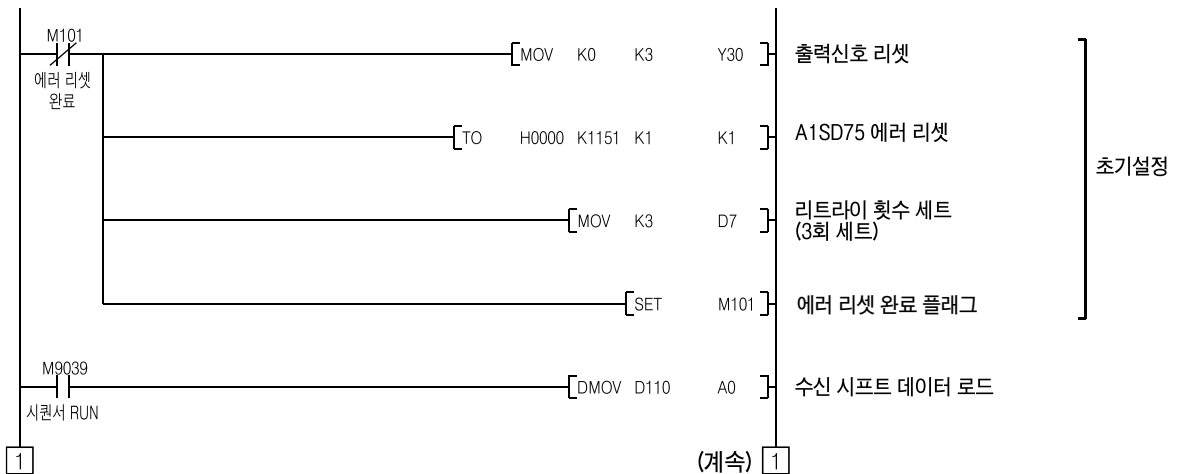 M101
에러 리셋
완료
MOV K0 K3 Y30 출력신호 리셋
TO H0000 K1151 K1 K1 A1SD75 에러 리셋
초기설정
MOV K3 D7 리트라이 횟수 세트
(3회 세트)
SET M101 에러 리셋 완료 플래그
M9039
시퀀서 RUN
DMOV D110 A0 수신 시프트 데이터 로드
1 (계속) 1